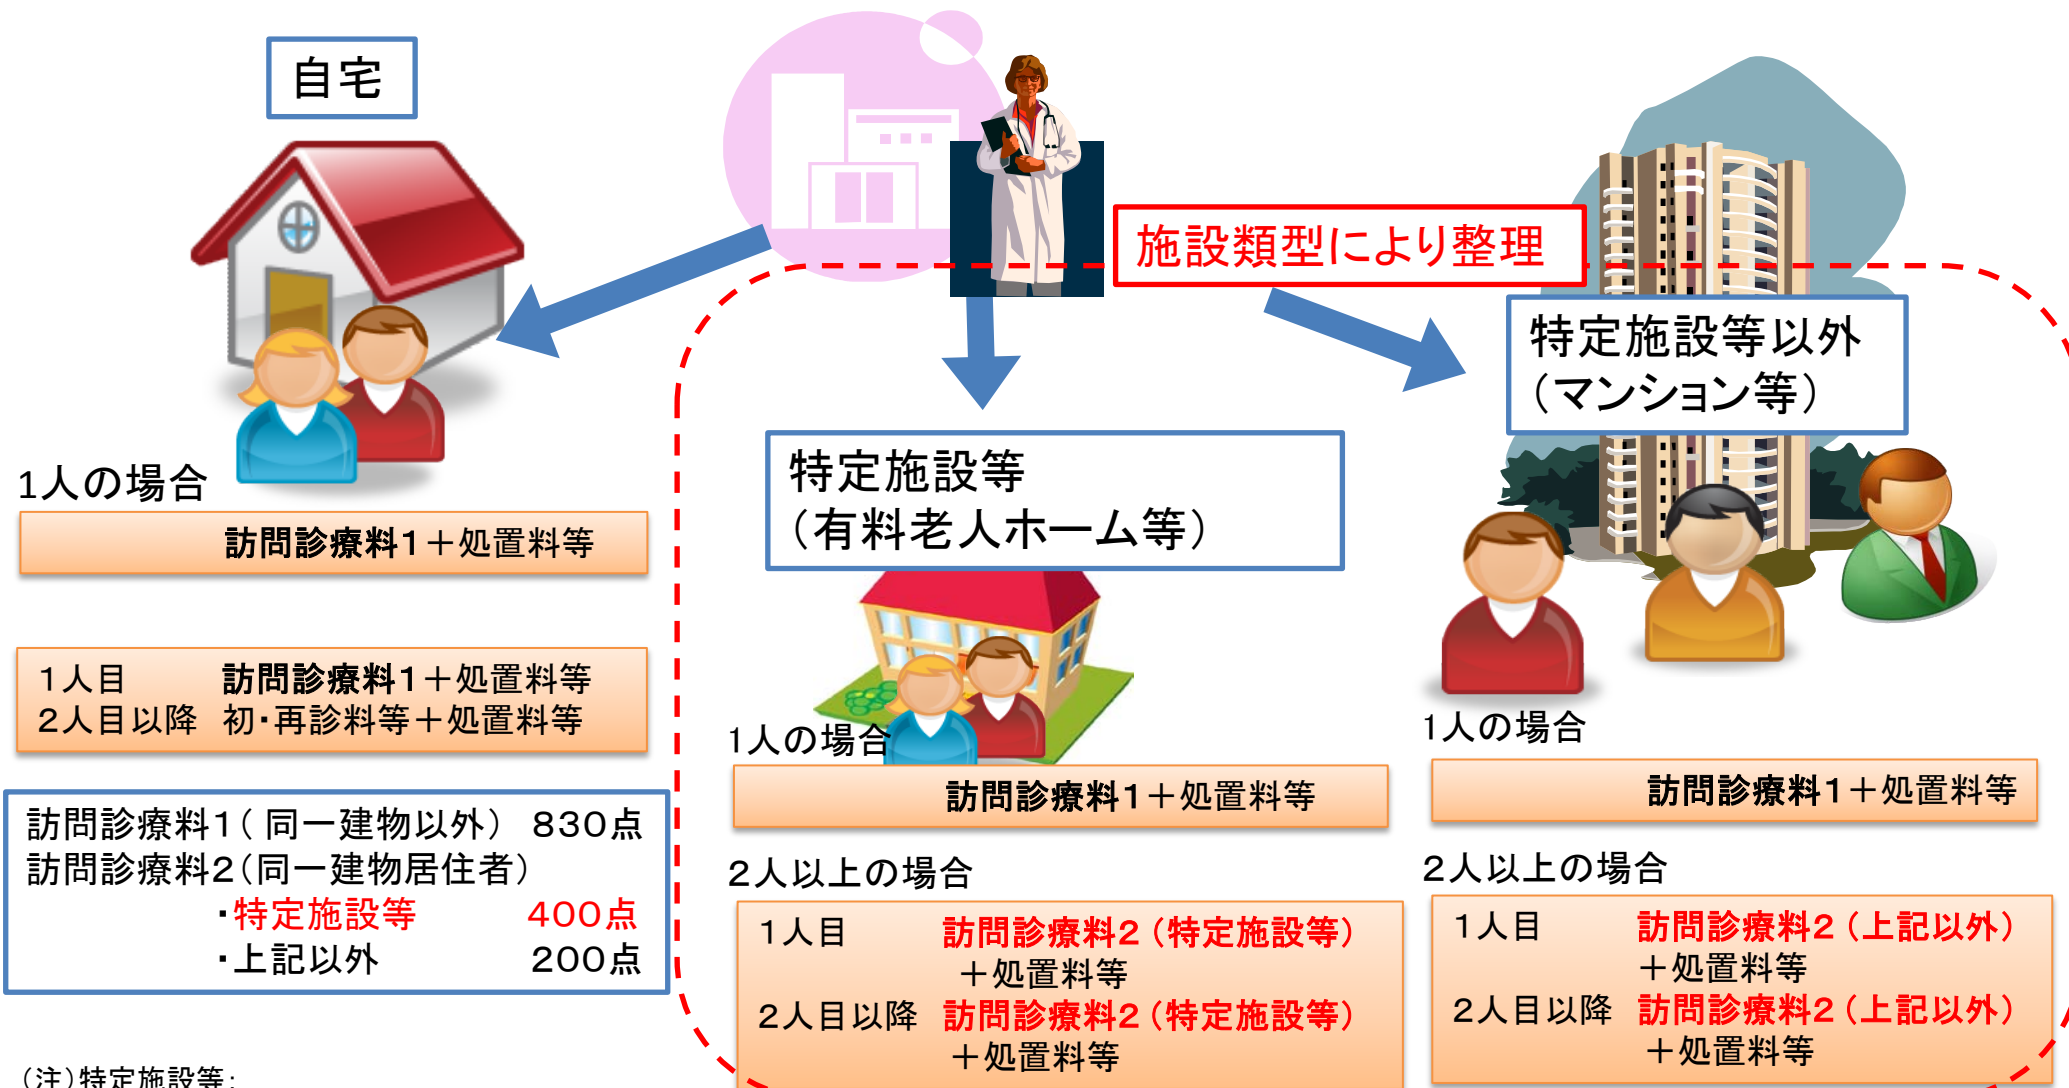 自宅
施設類型により整理
特定施設等以外
（マンション等）
特定施設等
（有料老人ホーム等）
1人の場合
訪問診療料1＋処置料等
1人目　訪問診療料1＋処置料等
2人目以降　初・再診料等＋処置料等
訪問診療料1（同一建物以外）　830点
訪問診療料2（同一建物居住者）
・特定施設等　400点
・上記以外　200点
（注）特定施設等：
1人の場合
訪問診療料1＋処置料等
2人以上の場合
1人目　訪問診療料2（特定施設等）
＋処置料等
2人目以降　訪問診療料2（特定施設等）
＋処置料等
1人の場合
訪問診療料1＋処置料等
2人以上の場合
1人目　訪問診療料2（上記以外）
＋処置料等
2人目以降　訪問診療料2（上記以外）
＋処置料等